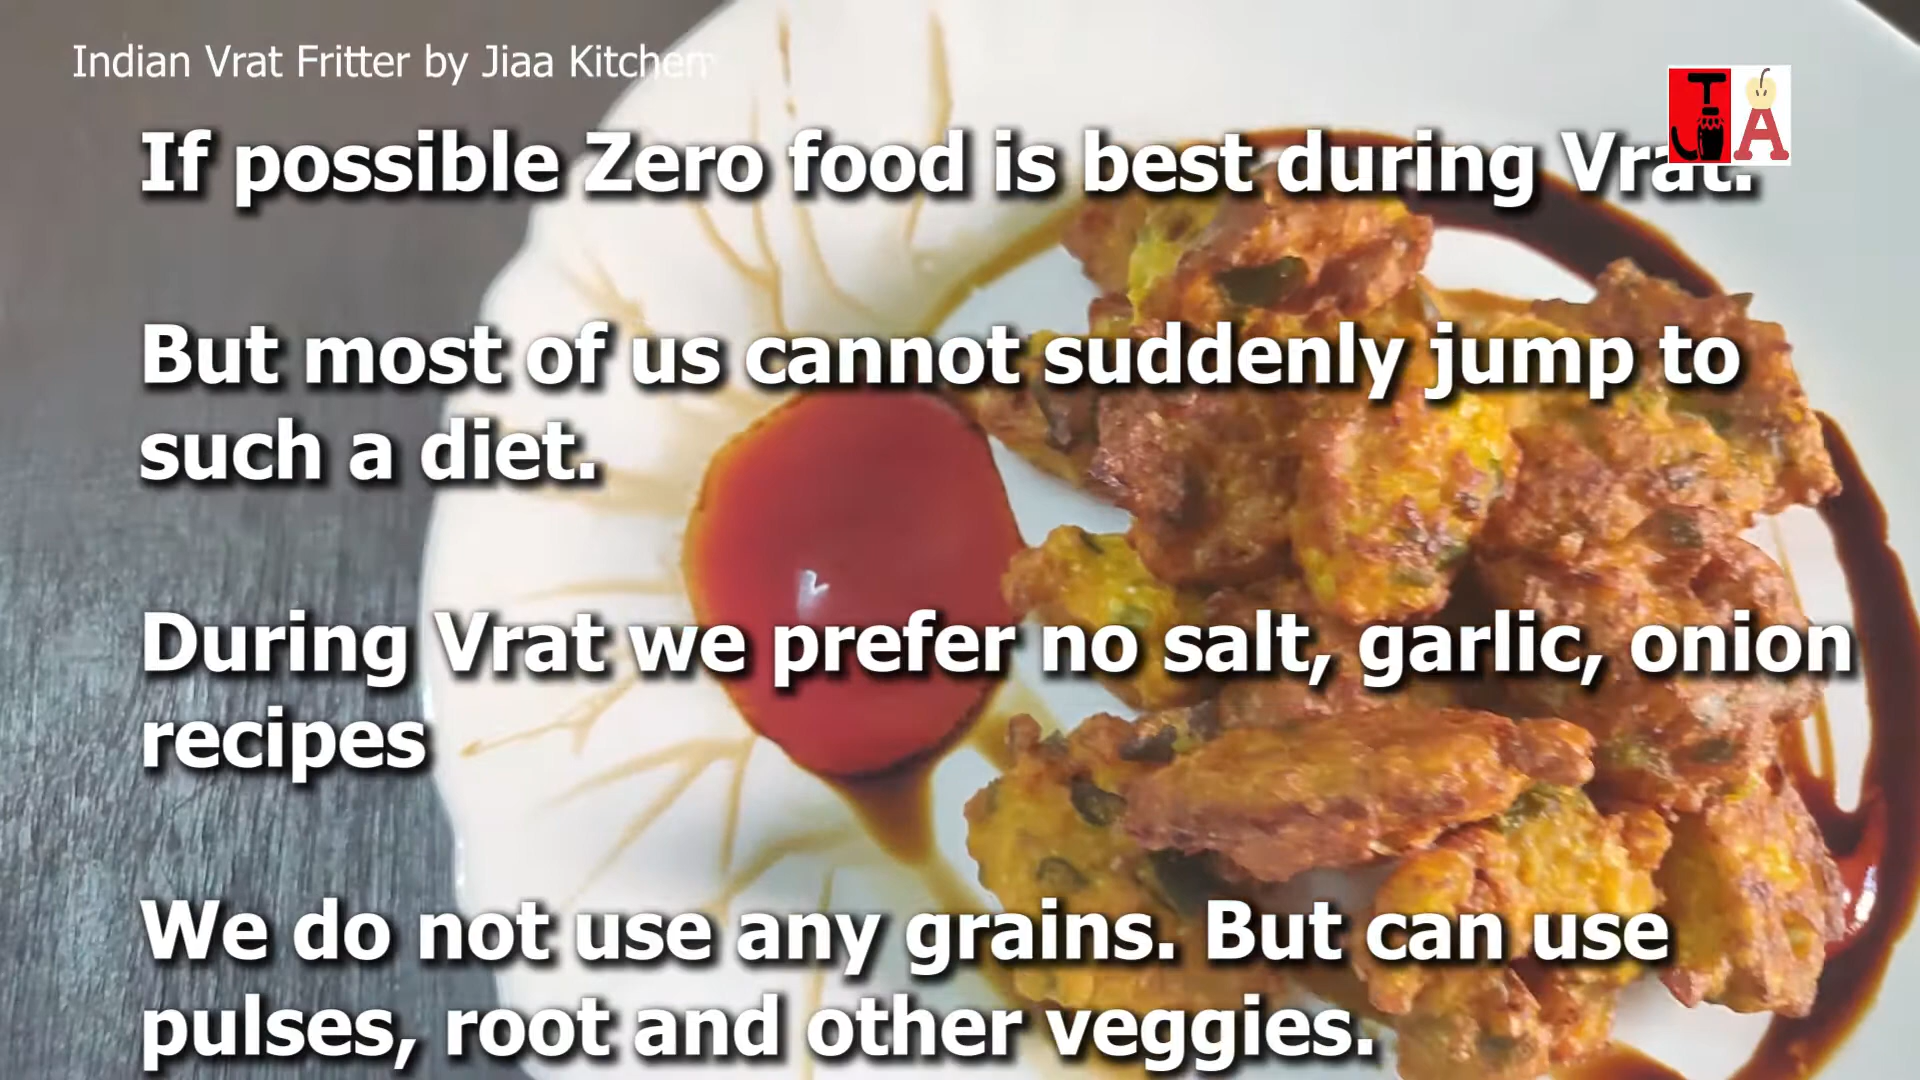 Indian Vrat Fritter by Jiaa Kitchen
If possible Zero food is best during Vrat.
But most of us cannot suddenly jump to
such a diet.
During Vrat we prefer no salt, garlic, onion
recipes
We do not use any grains. But can use
pulses, root and other veggies.